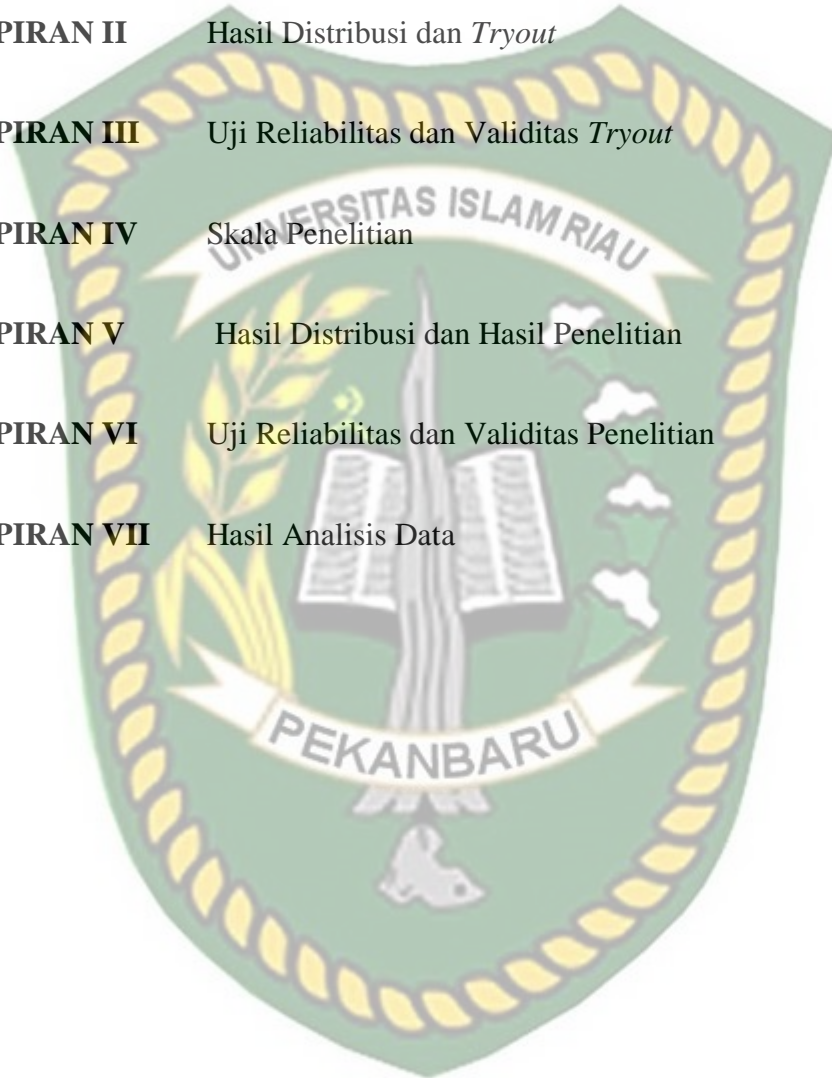 PIRAN II Hasil Distribusi dan Tryout
PIRAN III Uji Reliabilitas dan Validitas Tryout
UNIVERSITAS ISLAM RIAU
PIRAN IV Skala Penelitian
PIRAN V Hasil Distribusi dan Hasil Penelitian
PIRAN VI Uji Reliabilitas dan Validitas Penelitian
PIRAN VII Hasil Analisis Data
PEKANBARU